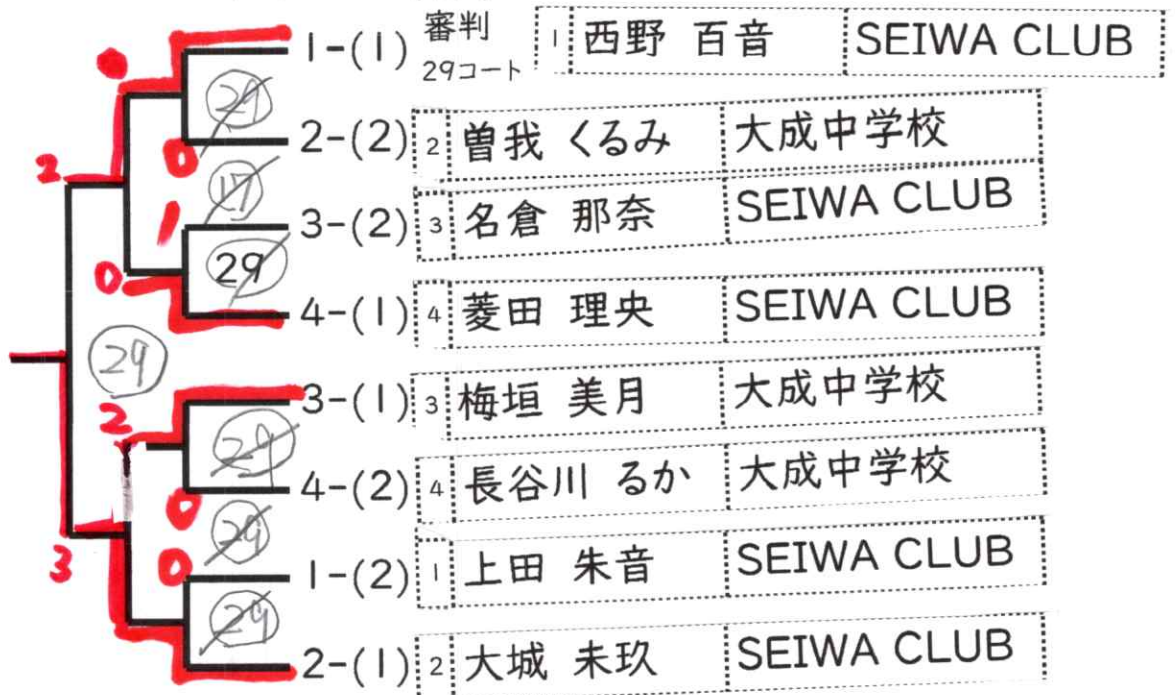 1-(1) 審判 29コート 1 西野 百音 SEIWA CLUB
29
2-(2) 2 曽我 くるみ 大成中学校
2 0
17
1 3-(2) 3 名倉 那奈 SEIWA CLUB
0 29
4-(1) 4 菱田 理央 SEIWA CLUB
29
3-(1) 3 梅垣 美月 大成中学校
2 29
4-(2) 4 長谷川 るか 大成中学校
0
29
3 0 1-(2) 1 上田 朱音 SEIWA CLUB
29
2-(1) 2 大城 未玖 SEIWA CLUB